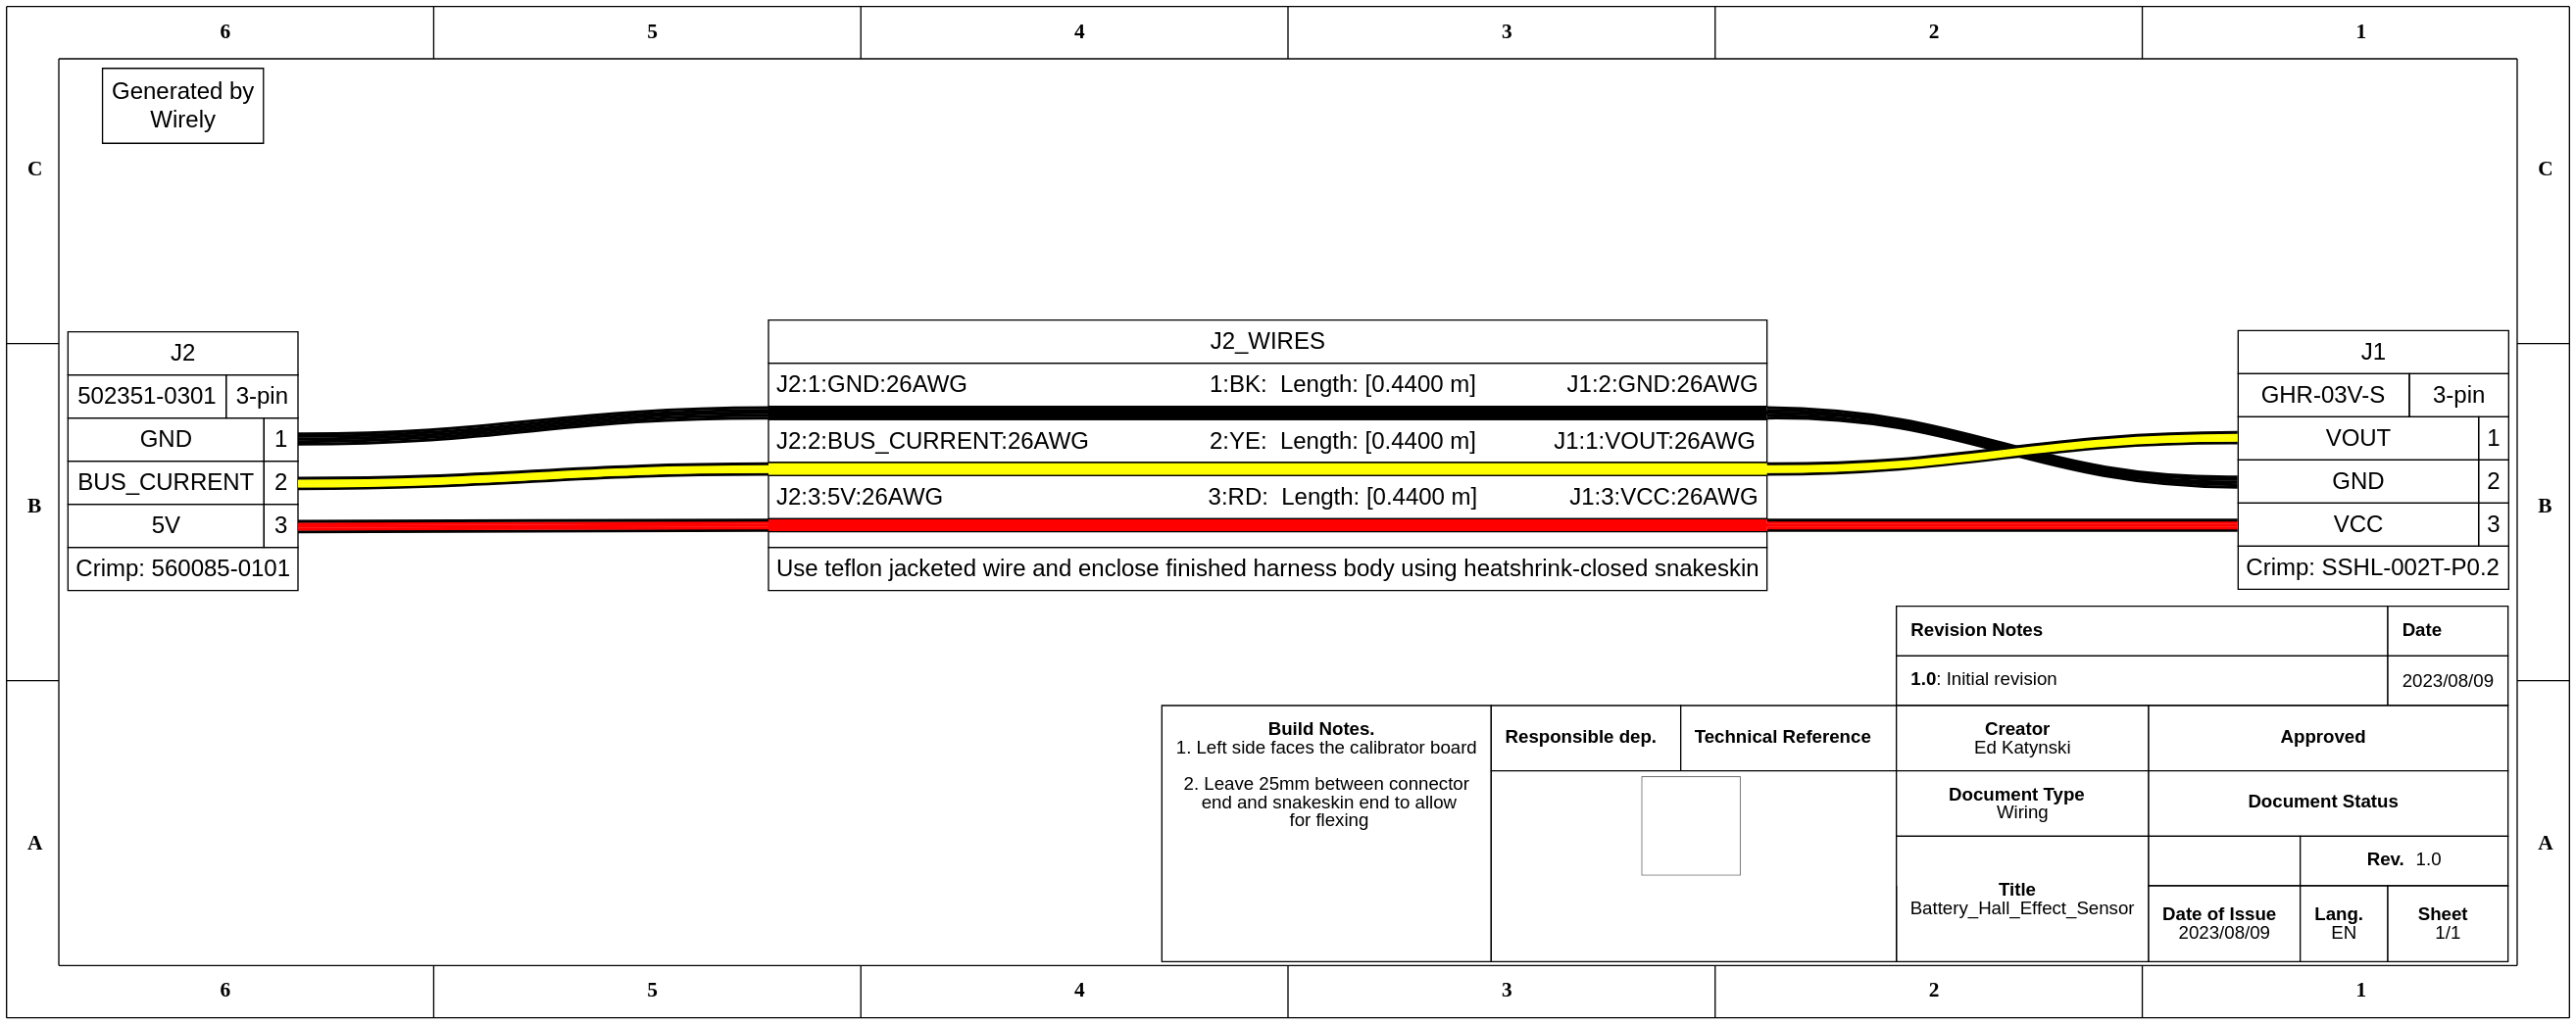 6 5 4 3 2 1
Generated by
Wirely
C C
J2
502351-0301 3-pin
GND 1
BUS_CURRENT 2
5V 3
Crimp: 560085-0101
J2_WIRES
J2:1:GND:26AWG 1:BK: Length: [0.4400 m] J1:2:GND:26AWG
J2:2:BUS_CURRENT:26AWG 2:YE: Length: [0.4400 m] J1:1:VOUT:26AWG
J2:3:5V:26AWG 3:RD: Length: [0.4400 m] J1:3:VCC:26AWG
Use teflon jacketed wire and enclose finished harness body using heatshrink-closed snakeskin
J1
GHR-03V-S 3-pin
VOUT 1
GND 2
VCC 3
Crimp: SSHL-002T-P0.2
B B
Revision Notes Date
1.0: Initial revision 2023/08/09
Build Notes.
1. Left side faces the calibrator board
2. Leave 25mm between connector
end and snakeskin end to allow
for flexing
Responsible dep. Technical Reference
Creator
Ed Katynski
Approved
Document Type
Wiring
Document Status
Title
Battery_Hall_Effect_Sensor
Rev. 1.0
Date of Issue
2023/08/09
Lang.
EN
Sheet
1/1
A A
6 5 4 3 2 1